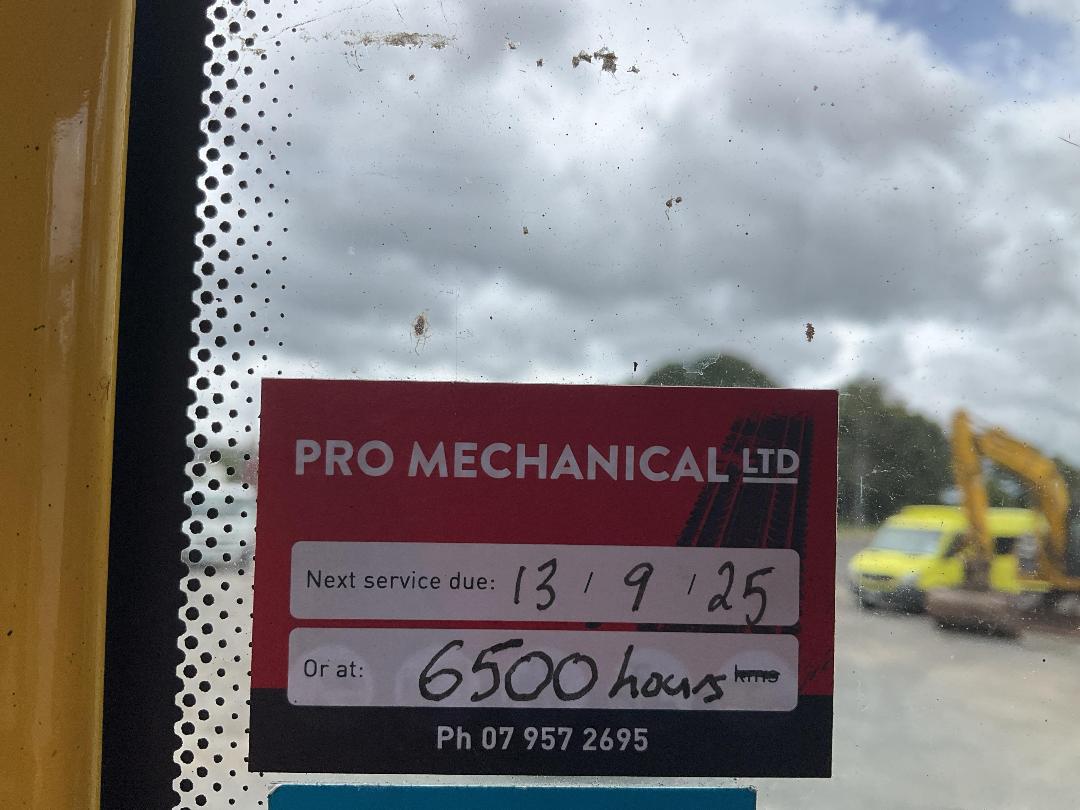 PRO MECHANICAL LTD
Next service due: 13 / 9 / 25
Or at: 6500 hours kms
Ph 07 957 2695